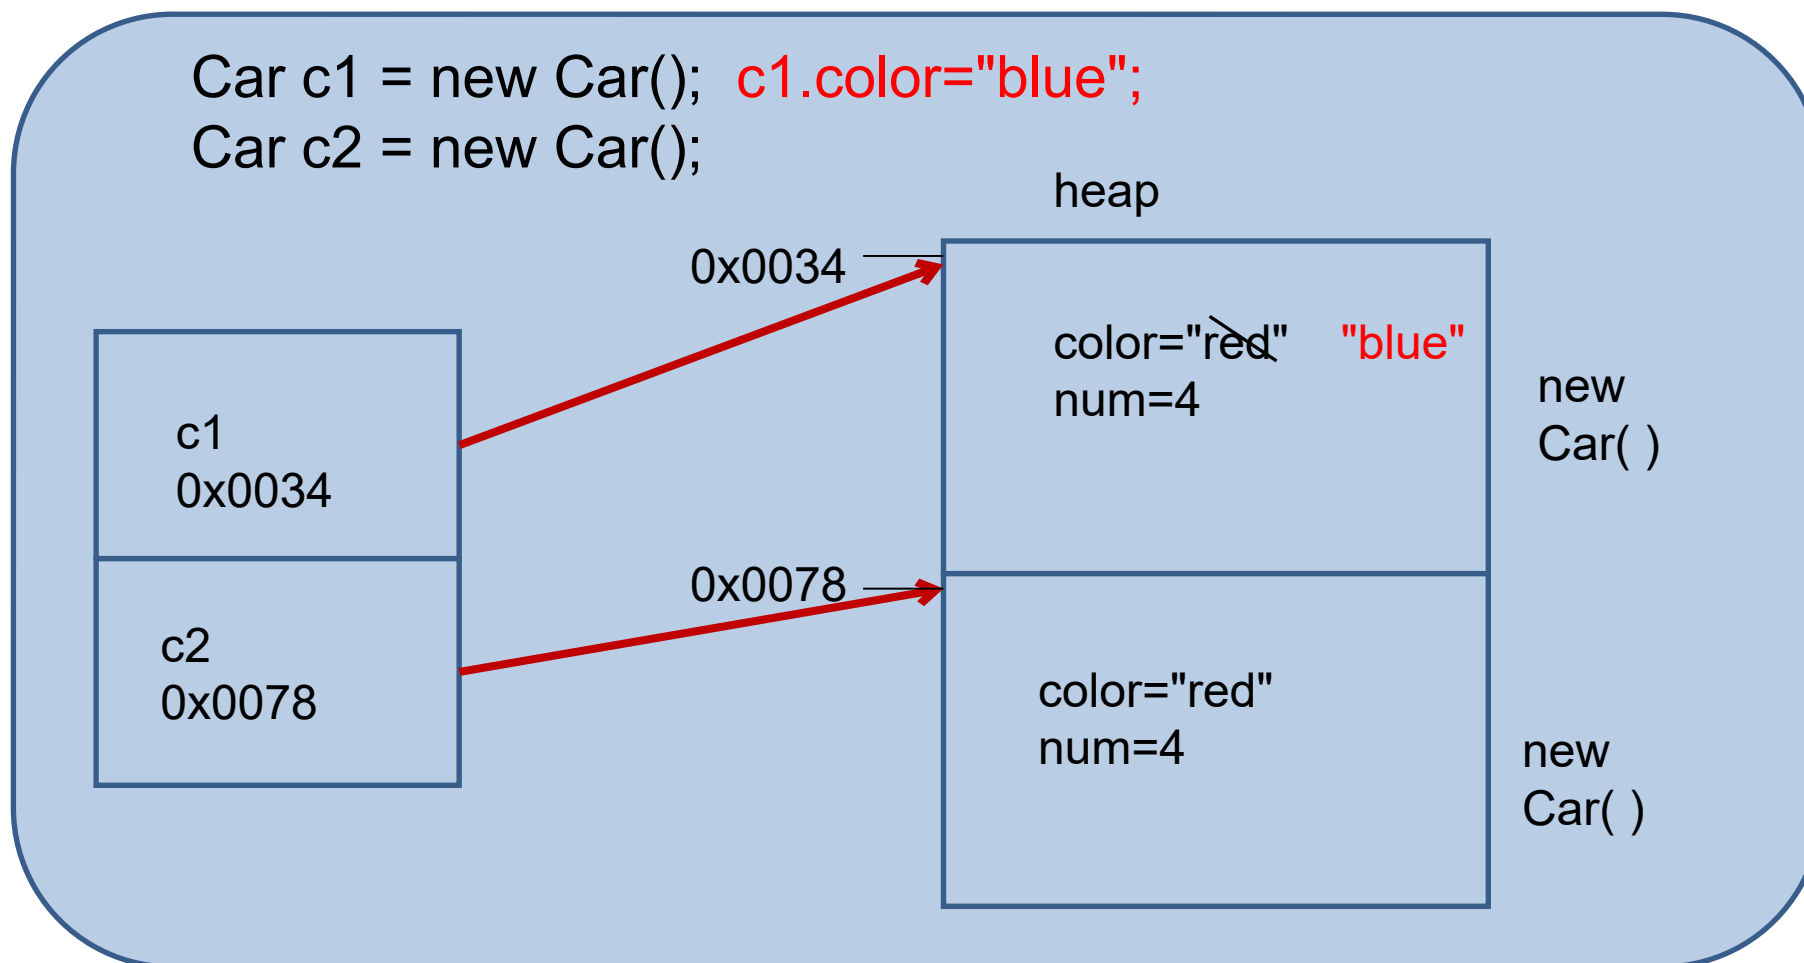 Car c1 = new Car();  c1.color="blue";
Car c2 = new Car();
heap
0x0034
color="red"    "blue"
num=4
new
Car( )
c1
0x0034
0x0078
c2
0x0078
color="red"
num=4
new
Car( )